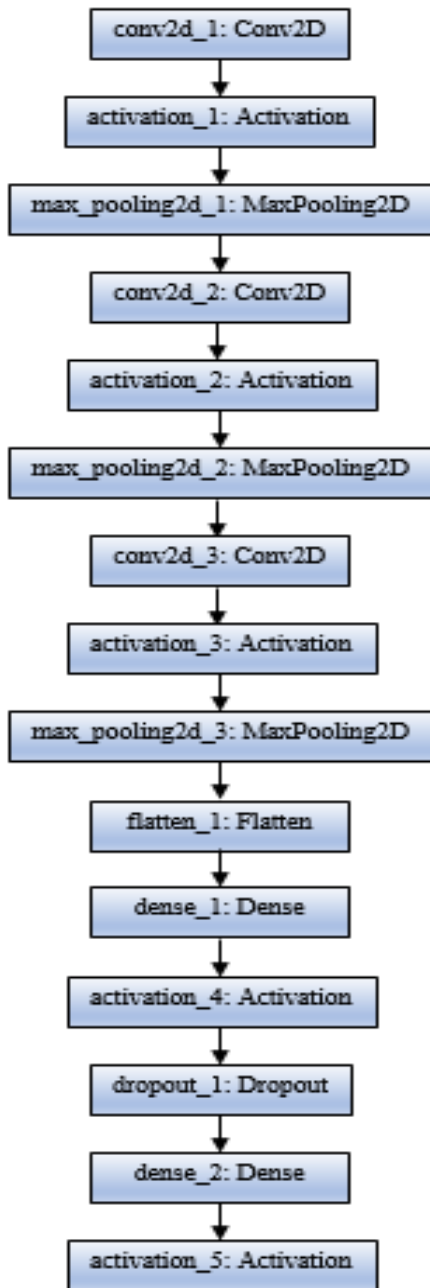 conv2d_1: Conv2D
activation_1: Activation
max_pooling2d_1: MaxPooling2D
conv2d_2: Conv2D
activation_2: Activation
max_pooling2d_2: MaxPooling2D
conv2d_3: Conv2D
activation_3: Activation
max_pooling2d_3: MaxPooling2D
flatten_1: Flatten
dense_1: Dense
activation_4: Activation
dropout_1: Dropout
dense_2: Dense
activation_5: Activation